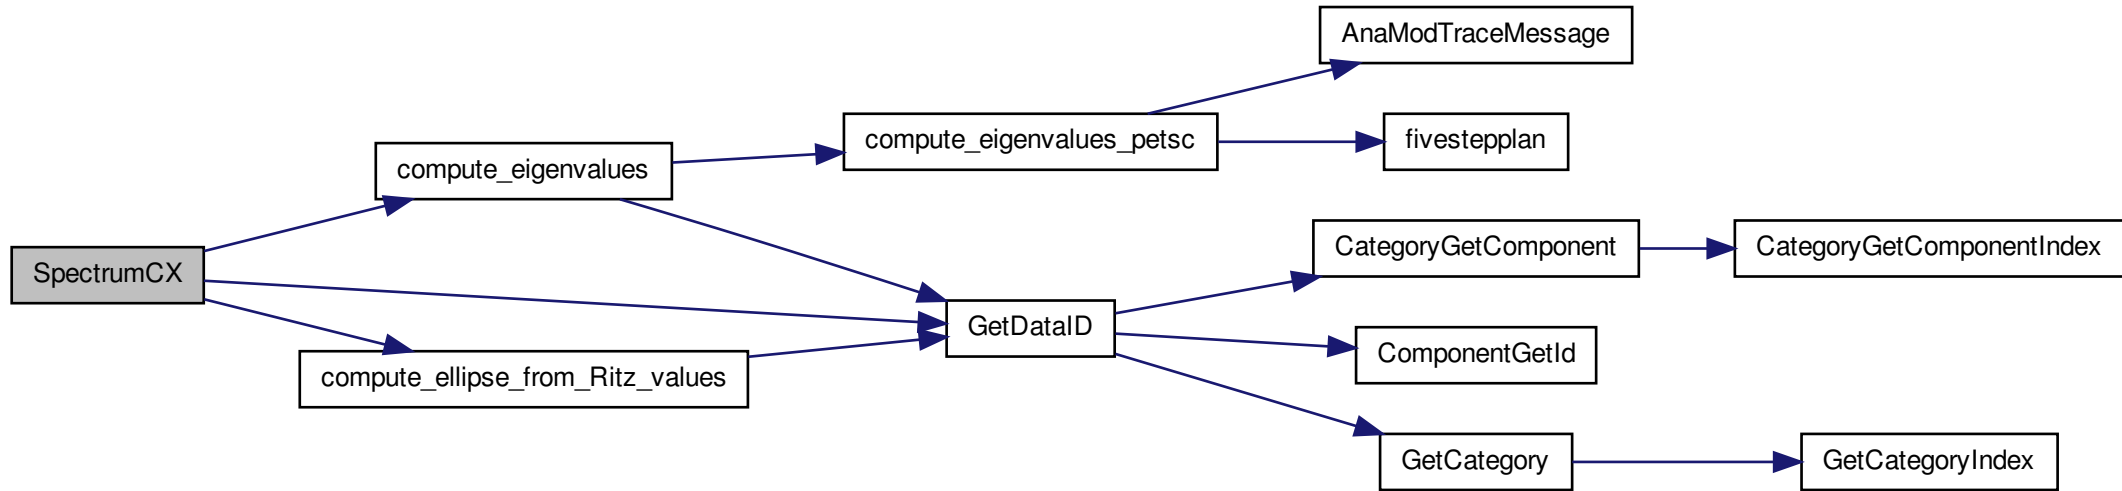 AnaModTraceMessage
compute_eigenvalues_petsc
fivestepplan
compute_eigenvalues
CategoryGetComponent
CategoryGetComponentIndex
SpectrumCX
GetDataID
ComponentGetId
compute_ellipse_from_Ritz_values
GetCategory
GetCategoryIndex